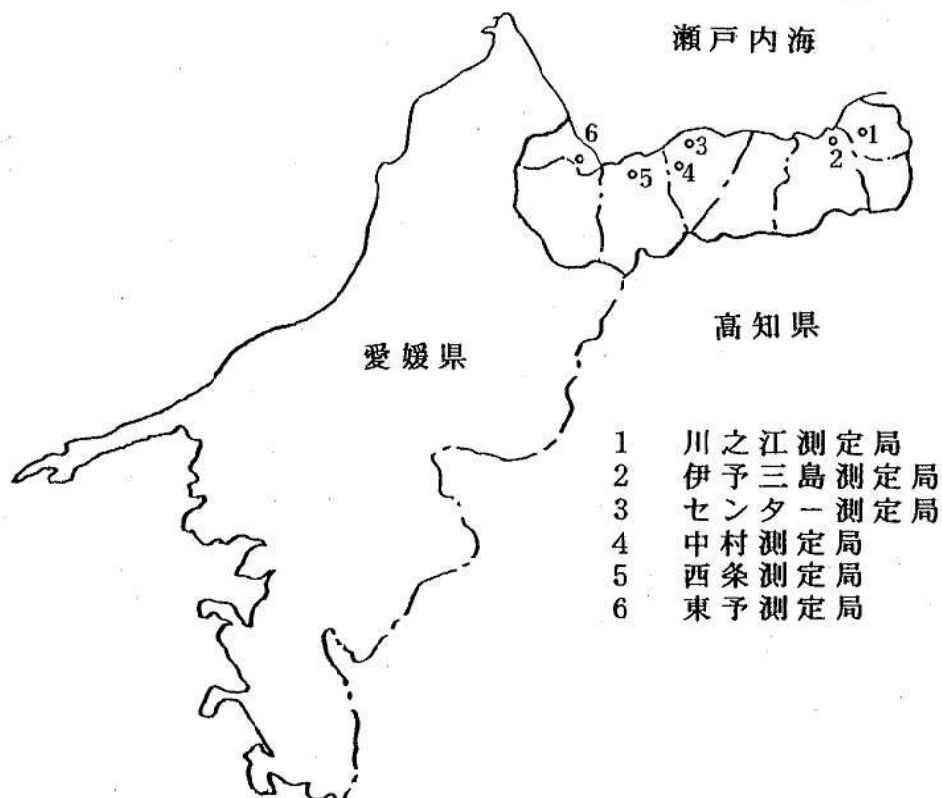 瀬戸内海
6
3
1
2
5
4
高知県
愛媛県
1 川之江測定局
2 伊予三島測定局
3 センター測定局
4 中村測定局
5 西条測定局
6 東予測定局